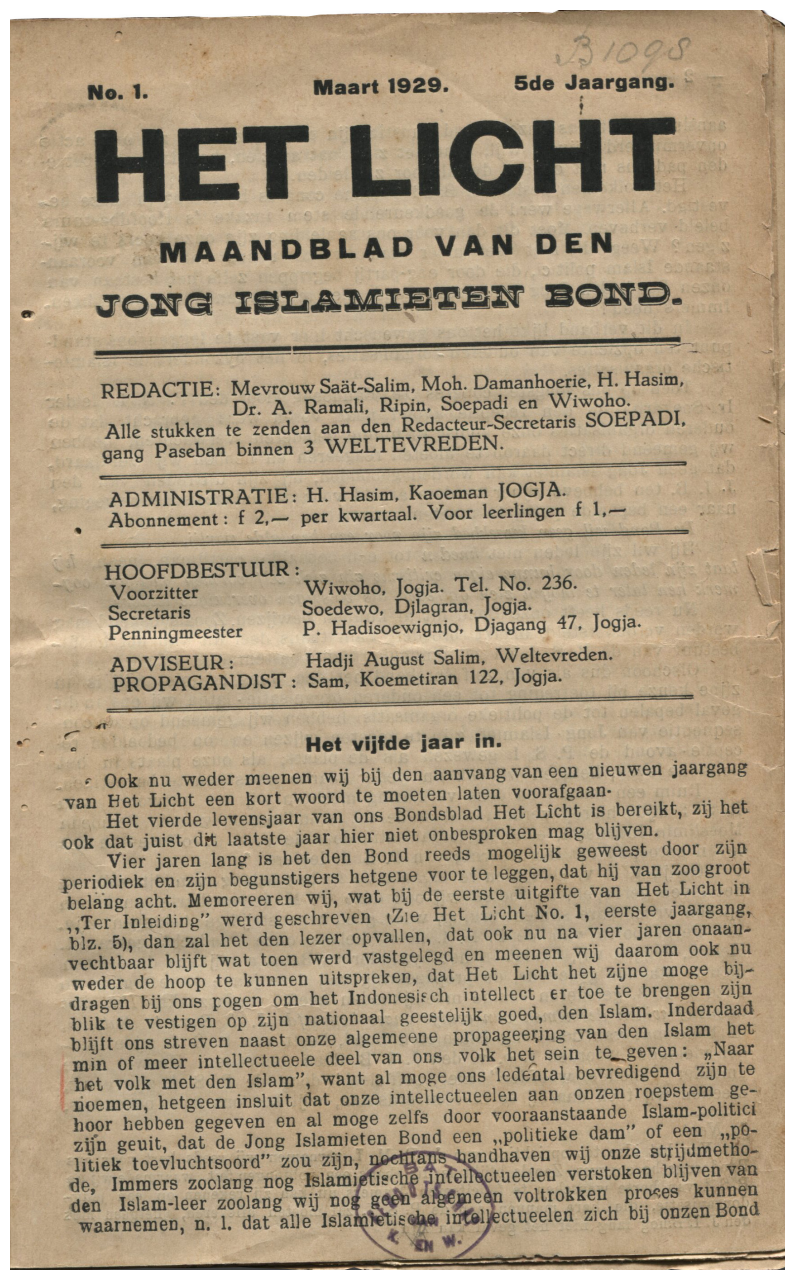 B1098
No. 1. Maart 1929. 5de Jaargang.
HET LICHT
MAANDBLAD VAN DEN
JONG ISLAMIETEN BOND.
REDACTIE: Mevrouw Saät-Salim, Moh. Damanhoerie, H. Hasim,
Dr. A. Ramali, Ripin, Soepadi en Wiwoho.
Alle stukken te zenden aan den Redacteur-Secretaris SOEPADI,
gang Paseban binnen 3 WELTEVREDEN.
ADMINISTRATIE: H. Hasim, Kaoeman JOGJA.
Abonnement: f 2,— per kwartaal. Voor leerlingen f 1,—
HOOFDBESTUUR:
Voorzitter Wiwoho, Jogja. Tel. No. 236.
Secretaris Soedewo, Djlagran, Jogja.
Penningmeester P. Hadisoewignjo, Djagang 47, Jogja.
ADVISEUR: Hadji August Salim, Weltevreden.
PROPAGANDIST: Sam, Koemetiran 122, Jogja.
Het vijfde jaar in.
Ook nu weder meenen wij bij den aanvang van een nieuwen jaargang
van Het Licht een kort woord te moeten laten voorafgaan.
Het vierde levensjaar van ons Bondsblad Het Licht is bereikt, zij het
ook dat juist dit laatste jaar hier niet onbesproken mag blijven.
Vier jaren lang is het den Bond reeds mogelijk geweest door zijn
periodiek en zijn begunstigers hetgene voor te leggen, dat hij van zoo groot
belang acht. Memoreeren wij, wat bij de eerste uitgifte van Het Licht in
„Ter Inleiding” werd geschreven (Zie Het Licht No. 1, eerste jaargang,
blz. 5), dan zal het den lezer opvallen, dat ook nu na vier jaren onaan-
vechtbaar blijft wat toen werd vastgelegd en meenen wij daarom ook nu
weder de hoop te kunnen uitspreken, dat Het Licht het zijne moge bij-
dragen bij ons pogen om het Indonesisch intellect er toe te brengen zijn
blik te vestigen op zijn nationaal geestelijk goed, den Islam. Inderdaad
blijft ons streven naast onze algemeene propageering van den Islam het
min of meer intellectueele deel van ons volk het sein te geven: „Naar
het volk met den Islam”, want al moge ons ledental bevredigend zijn te
noemen, hetgeen insluit dat onze intellectueelen aan onzen roepstem ge-
hoor hebben gegeven en al moge zelfs door vooraanstaande Islam-politici
zijn geuit, dat de Jong Islamieten Bond een „politieke dam” of een „po-
litiek toevluchtsoord” zou zijn, nochtans handhaven wij onze strijdmetho-
de, Immers zoolang nog Islamietische intellectueelen verstoken blijven van
den Islam-leer zoolang wij nog geen algemeen voltrokken proses kunnen
waarnemen, n. l. dat alle Islamietische intellectueelen zich bij onzen Bond
BAT.
VAN
K. EN W.